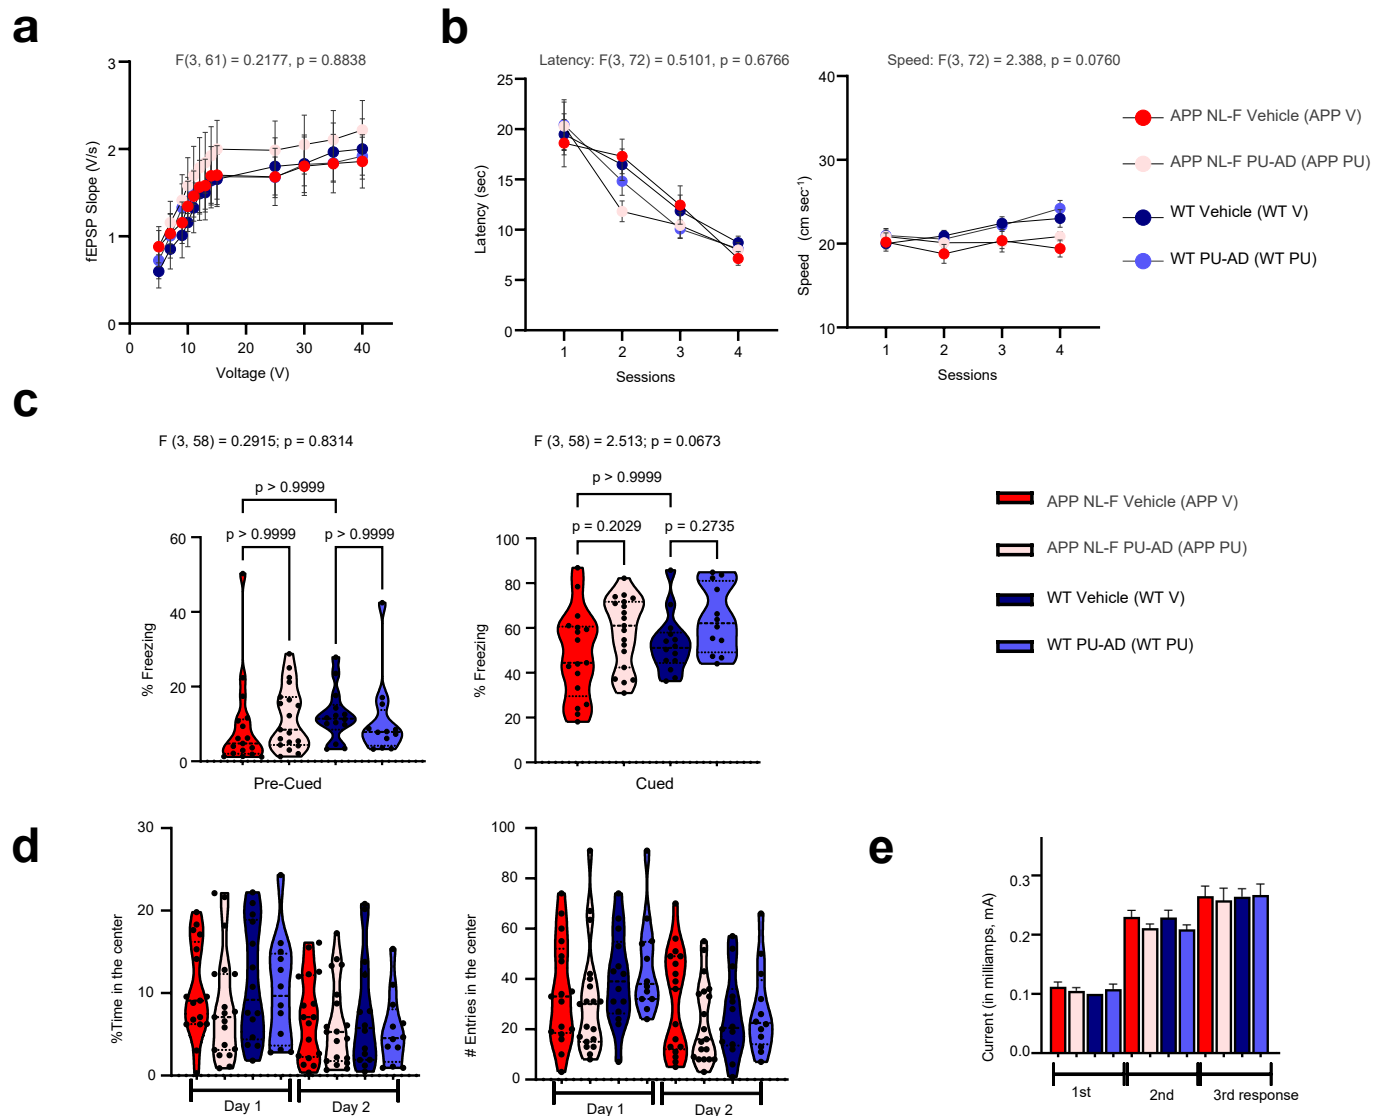 a
F(3, 61) = 0.2177, p = 0.8838
fEPSP Slope (V/s)
3
2
1
0
0
10
20
30
40
Voltage (V)
b
Latency: F(3, 72) = 0.5101, p = 0.6766
Latency (sec)
25
20
15
10
5
0
1
2
3
4
Sessions
Speed: F(3, 72) = 2.388, p = 0.0760
Speed (cm sec⁻¹)
40
30
20
10
1
2
3
4
Sessions
APP NL-F Vehicle (APP V)
APP NL-F PU-AD (APP PU)
WT Vehicle (WT V)
WT PU-AD (WT PU)
c
F (3, 58) = 0.2915; p = 0.8314
p > 0.9999
p > 0.9999
p > 0.9999
% Freezing
60
40
20
0
Pre-Cued
F (3, 58) = 2.513; p = 0.0673
p > 0.9999
p = 0.2029
p = 0.2735
% Freezing
100
80
60
40
20
0
Cued
APP NL-F Vehicle (APP V)
APP NL-F PU-AD (APP PU)
WT Vehicle (WT V)
WT PU-AD (WT PU)
d
%Time in the center
30
20
10
0
Day 1
Day 2
# Entries in the center
100
80
60
40
20
0
Day 1
Day 2
e
Current (in milliamps, mA)
0.3
0.2
0.1
0.0
1st
2nd
3rd response